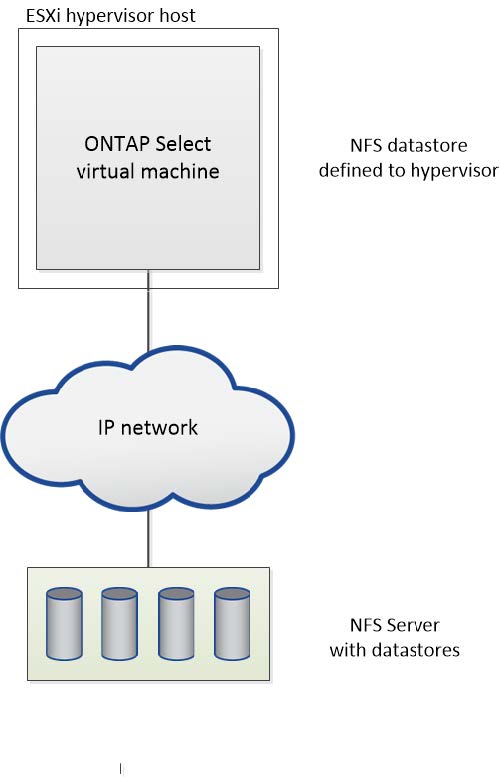 ESXi hypervisor host
ONTAP Select
virtual machine
NFS datastore
defined to hypervisor
IP network
NFS Server
with datastores